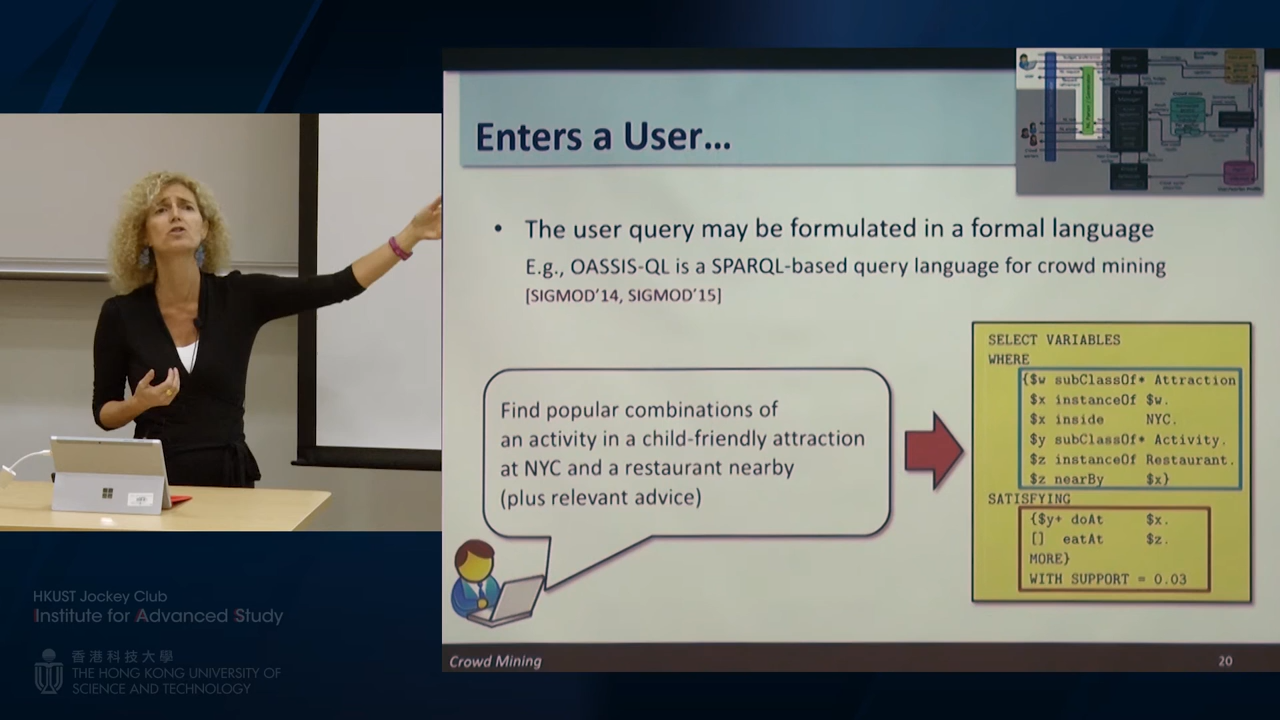 Enters a User...
• The user query may be formulated in a formal language
E.g., OASSIS-QL is a SPARQL-based query language for crowd mining
[SIGMOD'14, SIGMOD'15]
Find popular combinations of
an activity in a child-friendly attraction
at NYC and a restaurant nearby
(plus relevant advice)
SELECT VARIABLES
WHERE
{$w subClassOf* Attraction
$x instanceOf $w.
$x inside NYC.
$y subClassOf* Activity.
$z instanceOf Restaurant.
$z nearBy $x}
SATISFYING
{$y+ doAt $x.
[] eatAt $z.
MORE}
WITH SUPPORT = 0.03
Crowd Mining
20
HKUST Jockey Club
Institute for Advanced Study
香港科技大學
THE HONG KONG UNIVERSITY OF
SCIENCE AND TECHNOLOGY